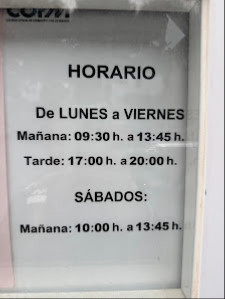 HORARIO
De LUNES a VIERNES
Mañana: 09:30 h. a 13:45 h.
Tarde: 17:00 h. a 20:00 h.
SÁBADOS:
Mañana: 10:00 h. a 13:45 h.